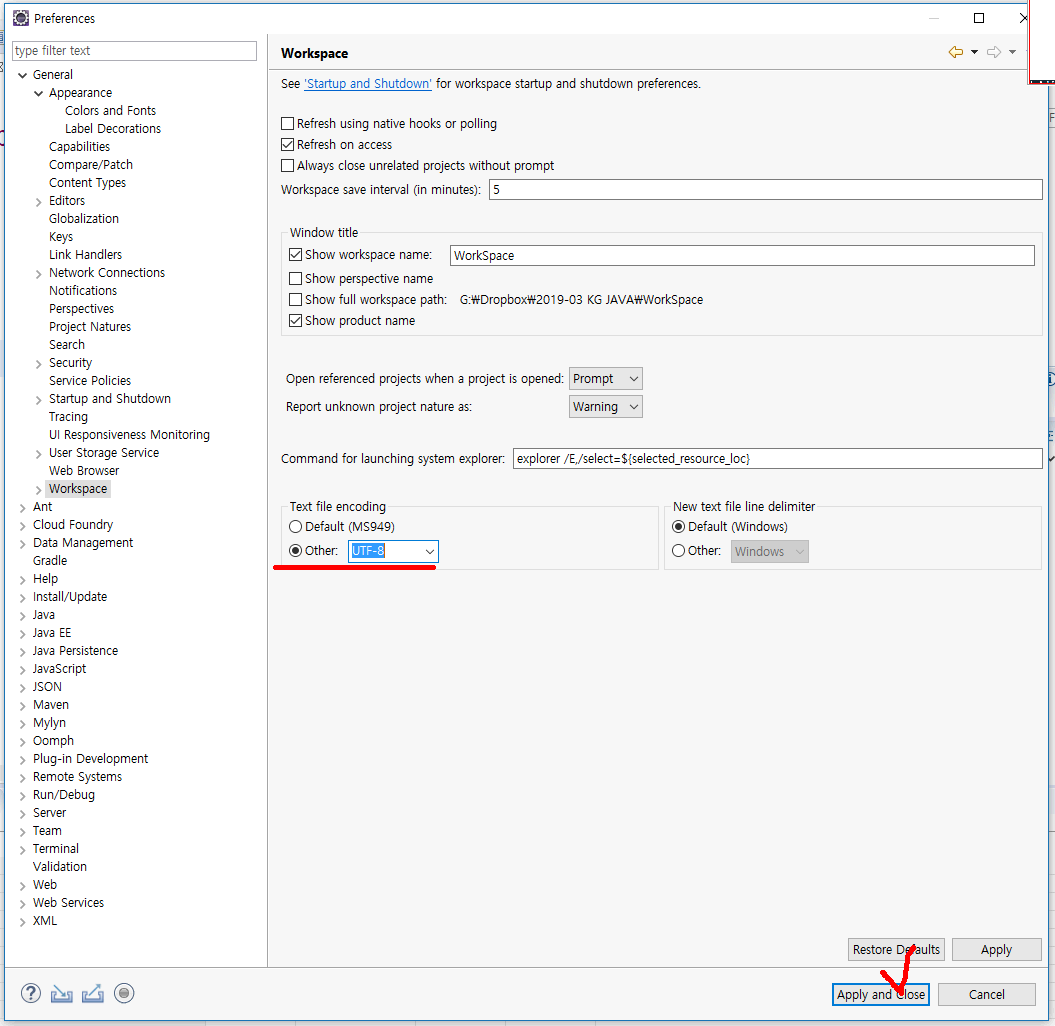 Preferences
type filter text
General
Appearance
Colors and Fonts
Label Decorations
Capabilities
Compare/Patch
Content Types
Editors
Globalization
Keys
Link Handlers
Network Connections
Notifications
Perspectives
Project Natures
Search
Security
Service Policies
Startup and Shutdown
Tracing
UI Responsiveness Monitoring
User Storage Service
Web Browser
Workspace
Ant
Cloud Foundry
Data Management
Gradle
Help
Install/Update
Java
Java EE
Java Persistence
JavaScript
JSON
Maven
Mylyn
Oomph
Plug-in Development
Remote Systems
Run/Debug
Server
Team
Terminal
Validation
Web
Web Services
XML
Workspace
See 'Startup and Shutdown' for workspace startup and shutdown preferences.
Refresh using native hooks or polling
Refresh on access
Always close unrelated projects without prompt
Workspace save interval (in minutes): 5
Window title
Show workspace name: WorkSpace
Show perspective name
Show full workspace path: G:₩Dropbox₩2019-03 KG JAVA₩WorkSpace
Show product name
Open referenced projects when a project is opened: Prompt
Report unknown project nature as: Warning
Command for launching system explorer: explorer /E,/select=${selected_resource_loc}
Text file encoding
Default (MS949)
Other: UTF-8
New text file line delimiter
Default (Windows)
Other: Windows
Restore Defaults Apply
Apply and Close Cancel